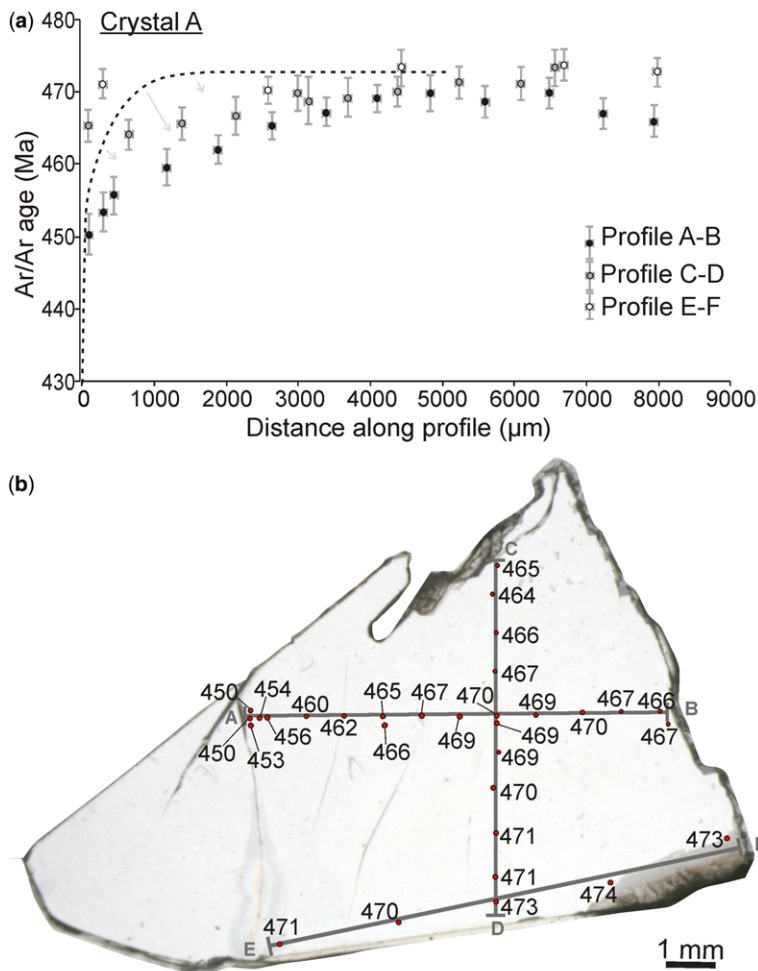 (a)
Crystal A
480
470
460
450
440
430
Ar/Ar age (Ma)
Profile A-B
Profile C-D
Profile E-F
0 1000 2000 3000 4000 5000 6000 7000 8000 9000
Distance along profile (µm)
(b)
C
465
464
466
467
450 454 460 465 467 470 469 467 466
A B
450 456 462 466 469 469 470 467
453
469
470
471
473
471
474
473
D
470
471
E
1 mm